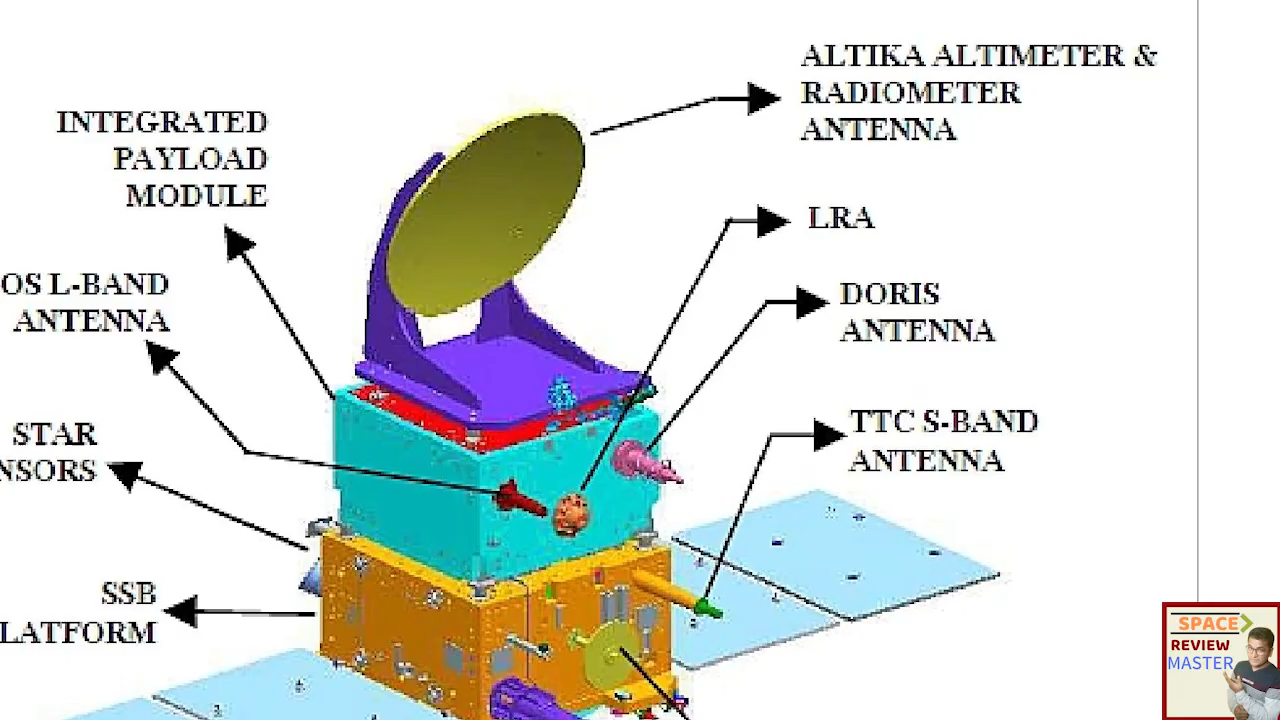 ALTIKA ALTIMETER &
RADIOMETER
ANTENNA
INTEGRATED
PAYLOAD
MODULE
LRA
OS L-BAND
ANTENNA
DORIS
ANTENNA
STAR
NSORS
TTC S-BAND
ANTENNA
SSB
LATFORM
SPACE
REVIEW
MASTER